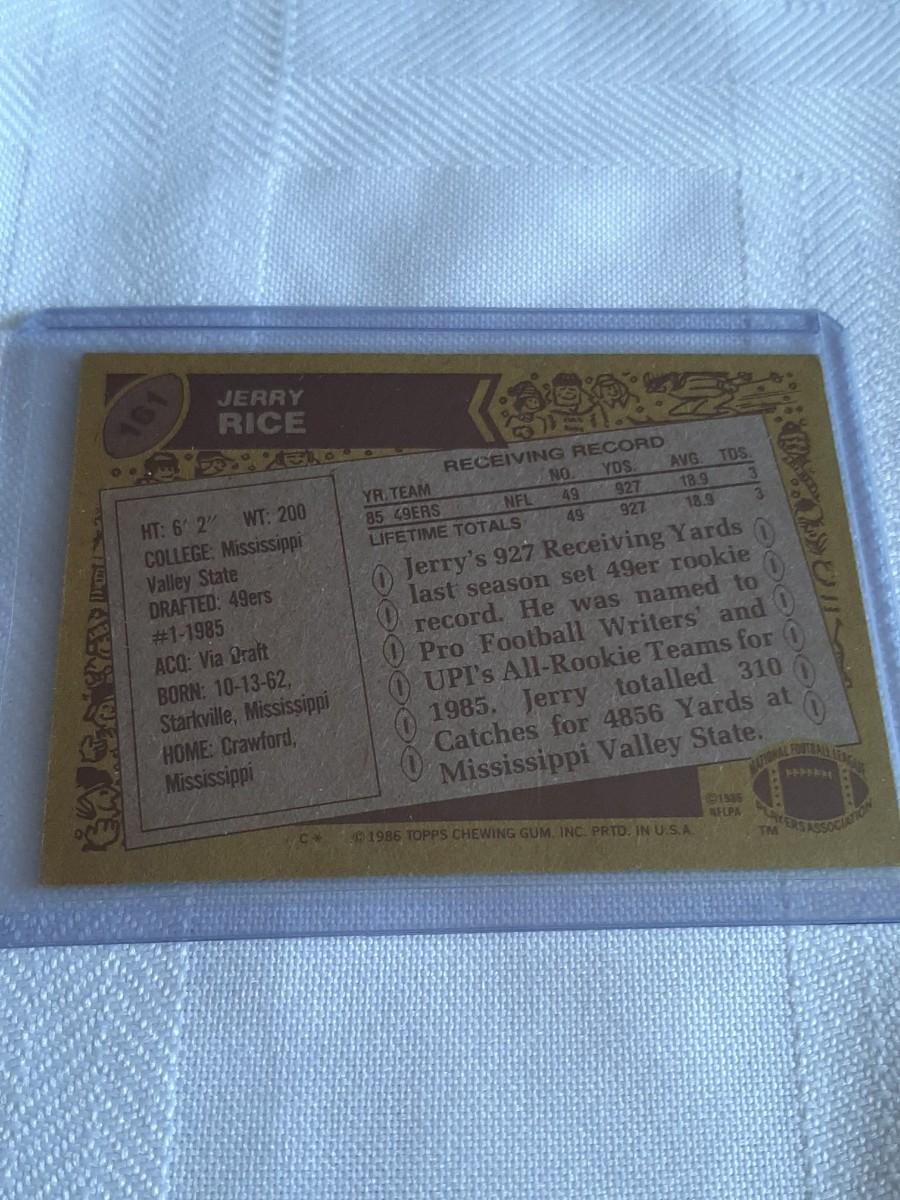 161
JERRY
RICE
HT: 6' 2" WT: 200
COLLEGE: Mississippi
Valley State
DRAFTED: 49ers
#1-1985
ACQ: Via Draft
BORN: 10-13-62,
Starkville, Mississippi
HOME: Crawford,
Mississippi
RECEIVING RECORD
YR. TEAM NO. YDS. AVG. TDS.
85 49ERS NFL 49 927 18.9 3
LIFETIME TOTALS 49 927 18.9 3
Jerry's 927 Receiving Yards
last season set 49er rookie
record. He was named to
Pro Football Writers' and
UPI's All-Rookie Teams for
1985. Jerry totalled 310
Catches for 4856 Yards at
Mississippi Valley State.
©1986
NFLPA
NATIONAL FOOTBALL LEAGUE
PLAYERS ASSOCIATION
TM
C* ©1986 TOPPS CHEWING GUM. INC. PRTD. IN U.S.A.